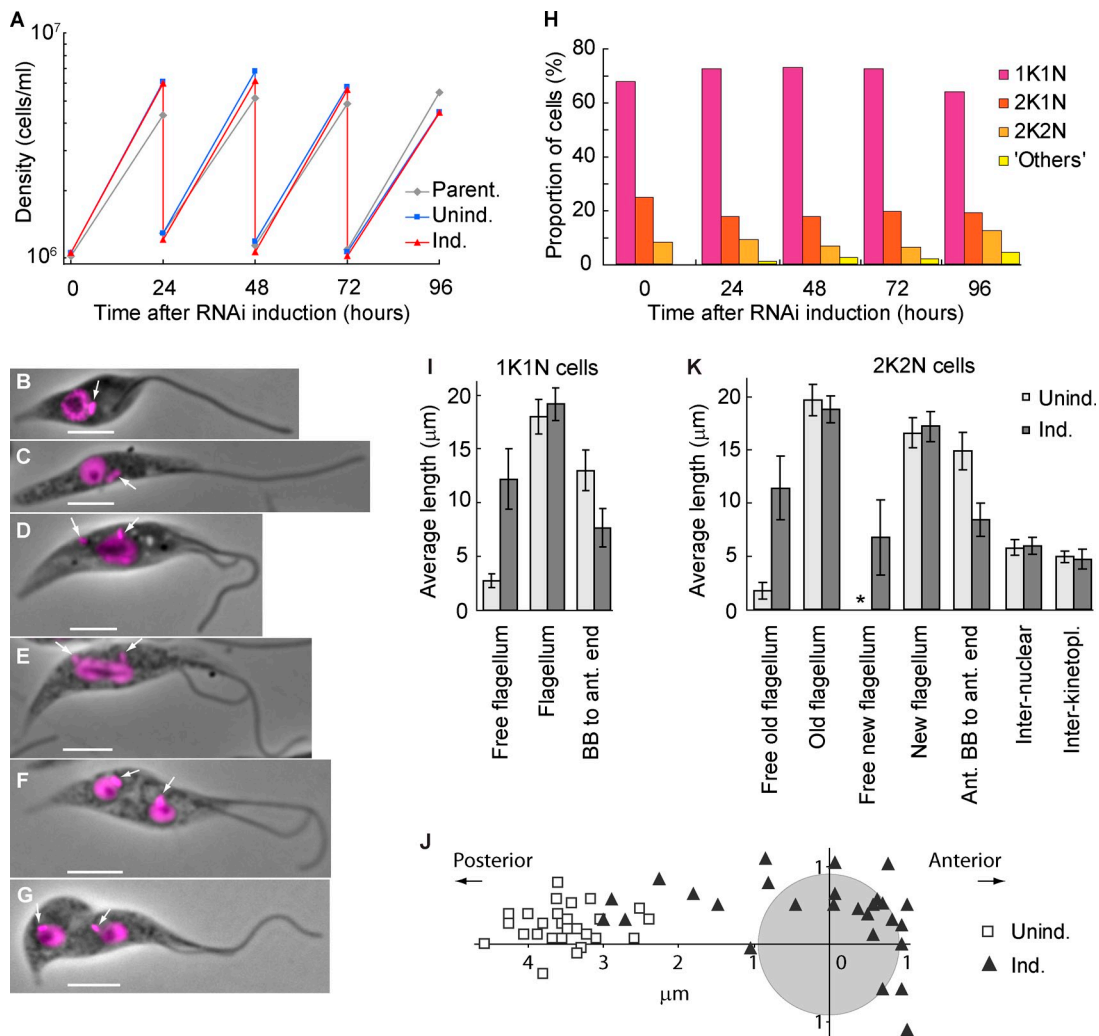 A
10⁷
Density (cells/ml)
10⁶
Parent.
Unind.
Ind.
0 24 48 72 96
Time after RNAi induction (hours)
H
Proportion of cells (%)
80
60
40
20
0
1K1N
2K1N
2K2N
'Others'
0 24 48 72 96
Time after RNAi induction (hours)
B
C
D
E
F
G
I 1K1N cells
Average length (μm)
20
15
10
5
0
Free flagellum
Flagellum
BB to ant. end
K 2K2N cells
Average length (μm)
20
15
10
5
0
*
Unind.
Ind.
Free old flagellum
Old flagellum
Free new flagellum
New flagellum
Ant. BB to ant. end
Inter-nuclear
Inter-kinetopl.
J
Posterior
1
Anterior
4 3 2 1 0 1
μm
1
Unind.
Ind.